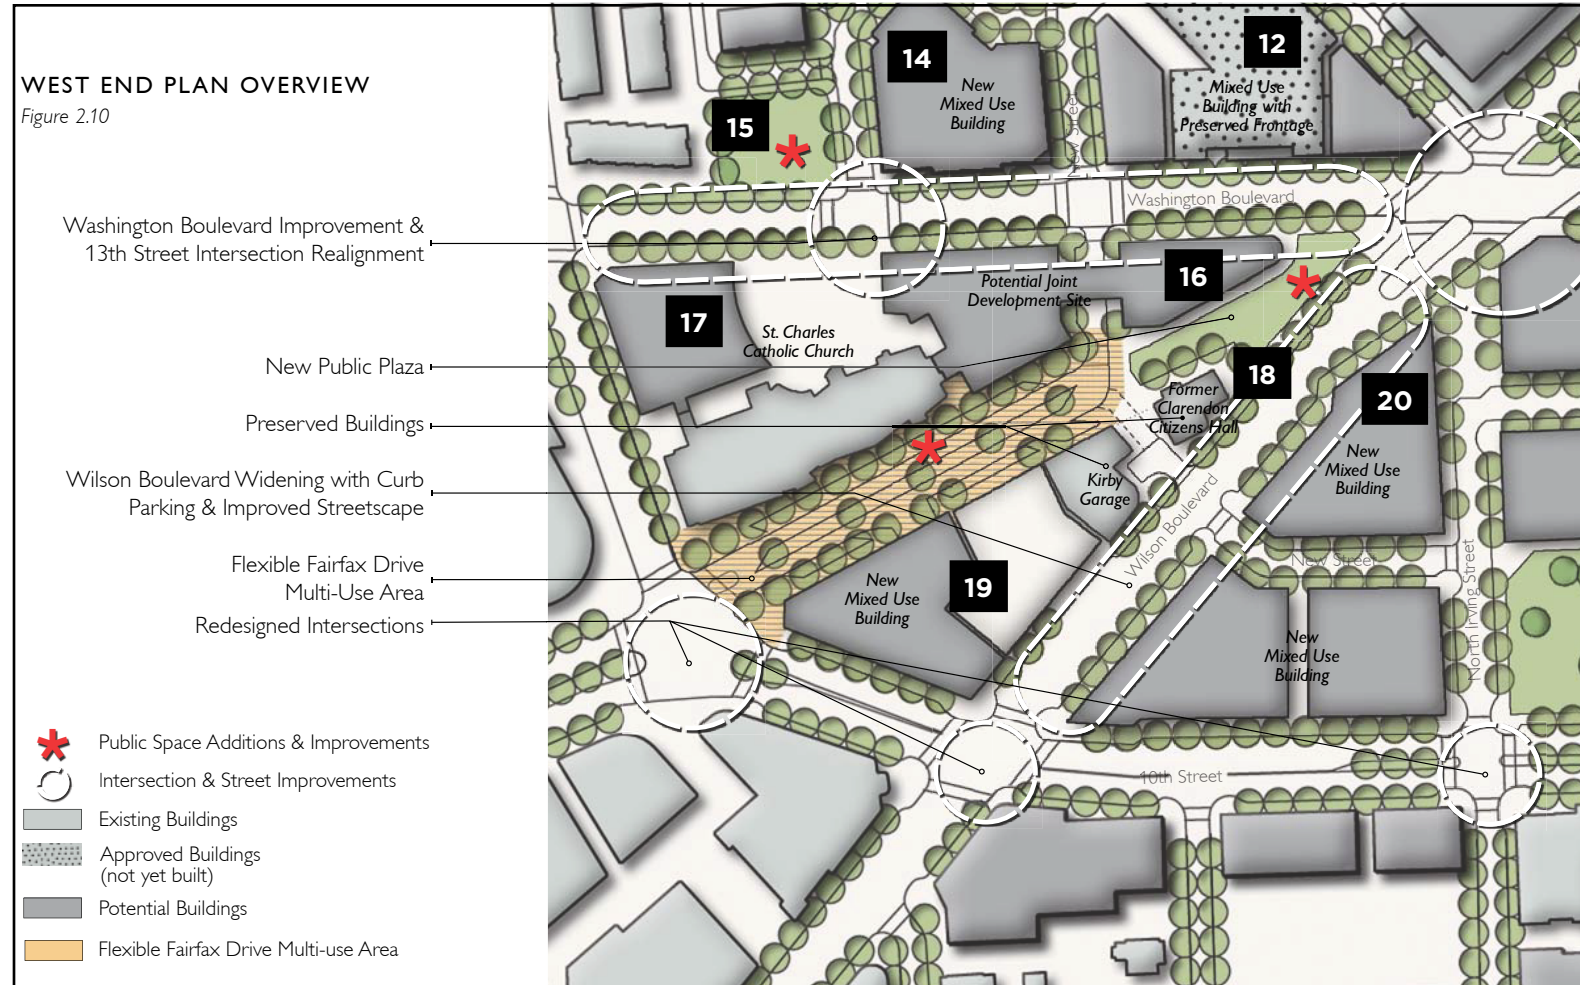 WEST END PLAN OVERVIEW
Figure 2.10
Washington Boulevard Improvement &
13th Street Intersection Realignment
New Public Plaza
Preserved Buildings
Wilson Boulevard Widening with Curb
Parking & Improved Streetscape
Flexible Fairfax Drive
Multi-Use Area
Redesigned Intersections
Public Space Additions & Improvements
Intersection & Street Improvements
Existing Buildings
Approved Buildings
(not yet built)
Potential Buildings
Flexible Fairfax Drive Multi-use Area
14
New
Mixed Use
Building
12
Mixed Use
Building with
Preserved Frontage
15
New Street
Washington Boulevard
16
Potential Joint
Development Site
17
St. Charles
Catholic Church
18
Former
Clarendon
Citizens Hall
20
New
Mixed Use
Building
Kirby
Garage
Wilson Boulevard
New Street
North Irving Street
19
New
Mixed Use
Building
New
Mixed Use
Building
10th Street